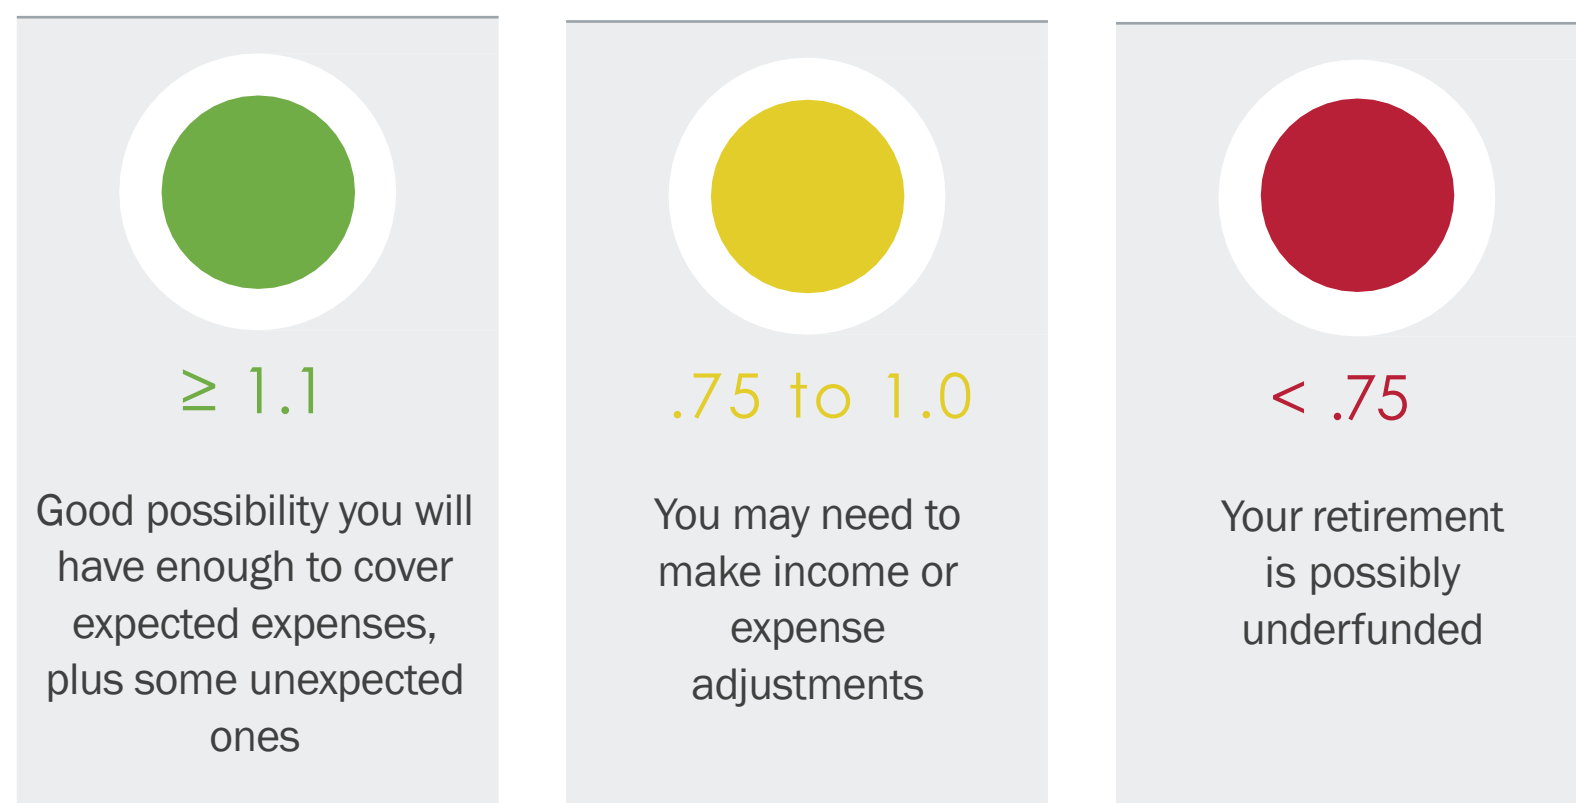 ≥ 1.1
Good possibility you will
have enough to cover
expected expenses,
plus some unexpected
ones
.75 to 1.0
You may need to
make income or
expense
adjustments
< .75
Your retirement
is possibly
underfunded